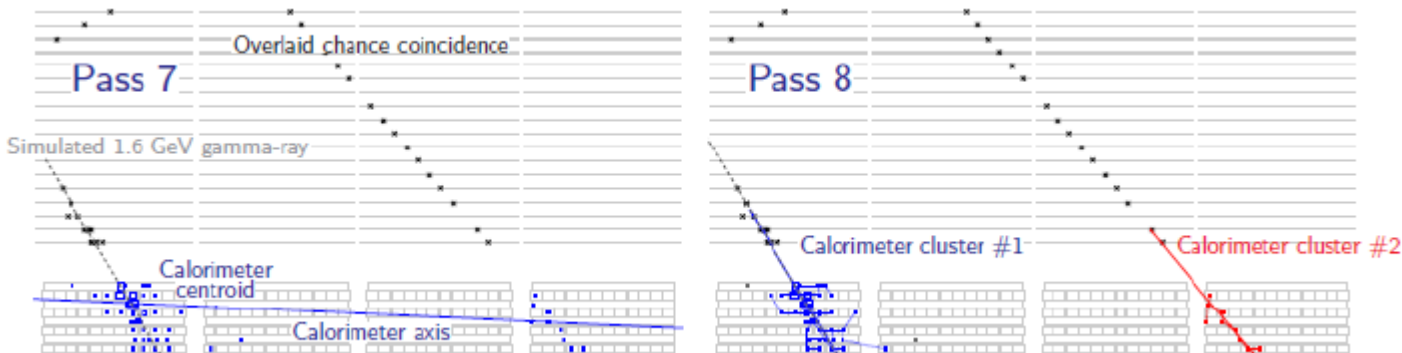 Overlaid chance coincidence
Pass 7
Simulated 1.6 GeV gamma-ray
Calorimeter
centroid
Calorimeter axis
Pass 8
Calorimeter cluster #1
Calorimeter cluster #2